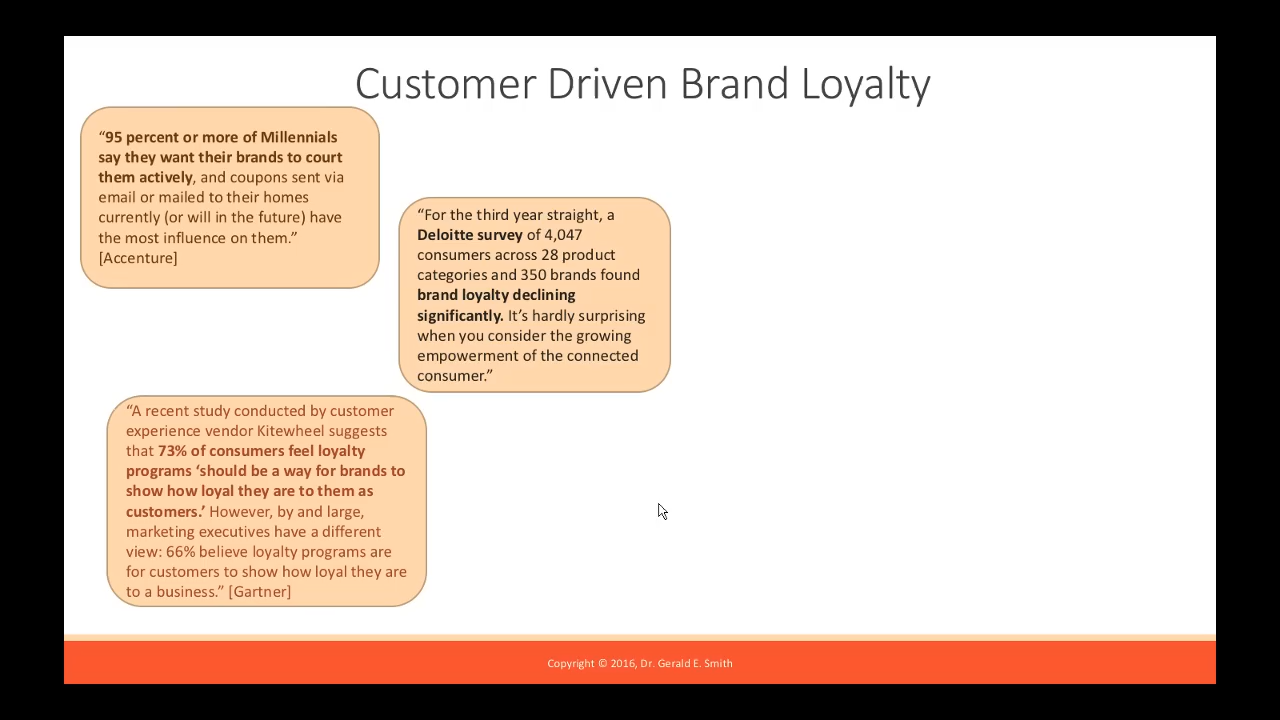 Customer Driven Brand Loyalty
“95 percent or more of Millennials
say they want their brands to court
them actively, and coupons sent via
email or mailed to their homes
currently (or will in the future) have
the most influence on them.”
[Accenture]
“For the third year straight, a
Deloitte survey of 4,047
consumers across 28 product
categories and 350 brands found
brand loyalty declining
significantly. It’s hardly surprising
when you consider the growing
empowerment of the connected
consumer.”
“A recent study conducted by customer
experience vendor Kitewheel suggests
that 73% of consumers feel loyalty
programs ‘should be a way for brands to
show how loyal they are to them as
customers.’ However, by and large,
marketing executives have a different
view: 66% believe loyalty programs are
for customers to show how loyal they are
to a business.” [Gartner]
Copyright © 2016, Dr. Gerald E. Smith